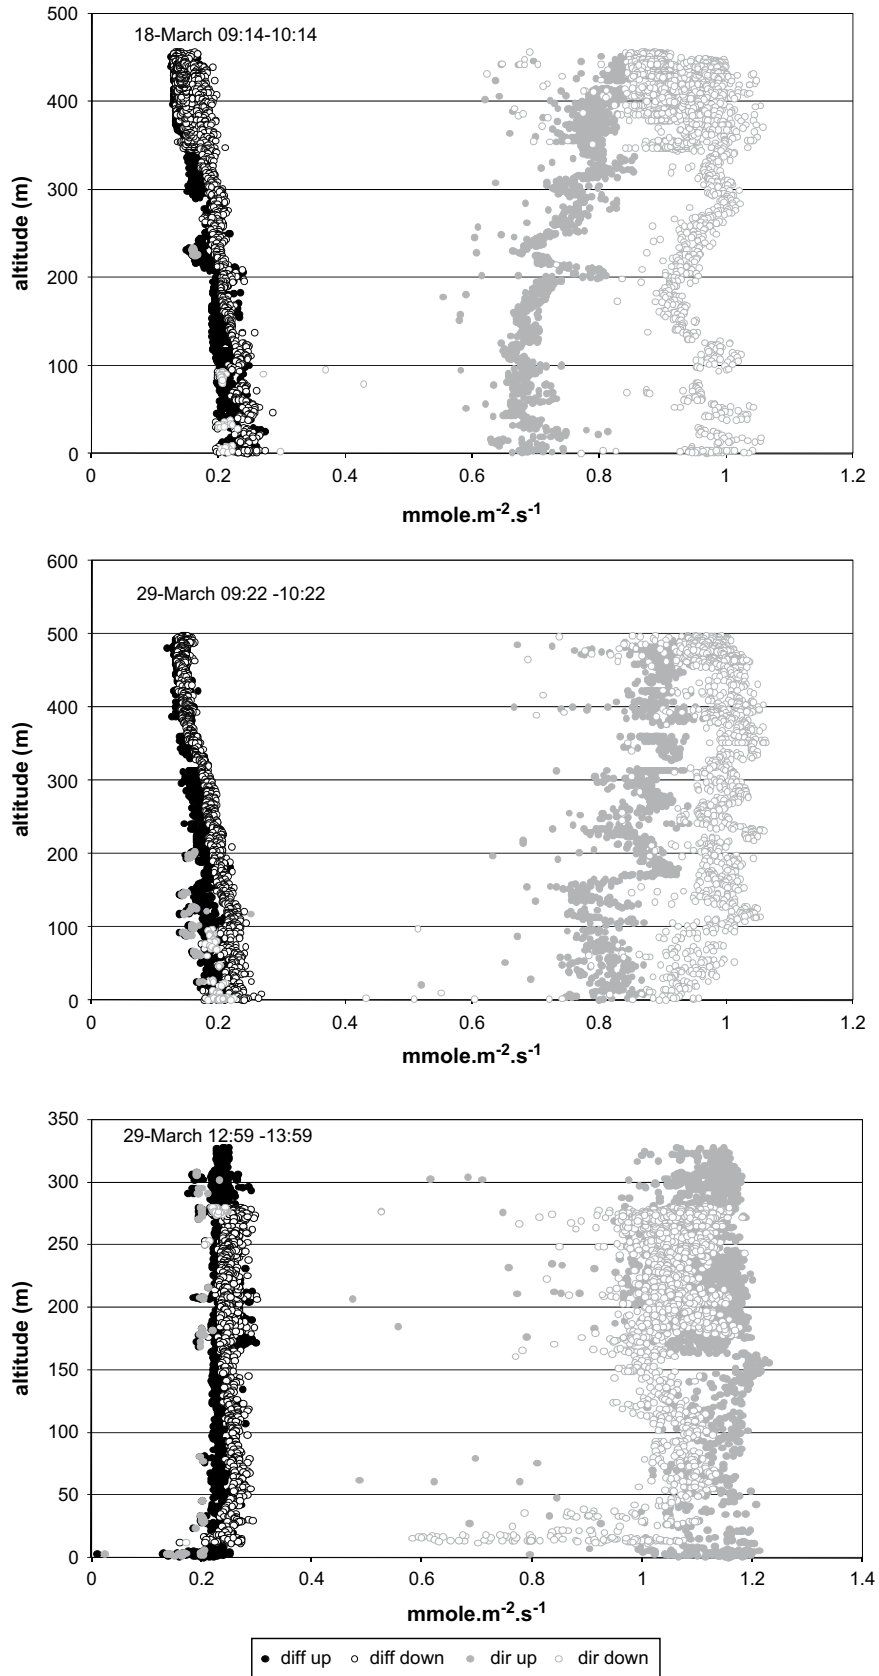 500
18-March 09:14-10:14
400
300
200
100
0
altitude (m)
0 0.2 0.4 0.6 0.8 1 1.2
mmole.m-2.s-1
600
29-March 09:22 -10:22
500
400
300
200
100
0
altitude (m)
0 0.2 0.4 0.6 0.8 1 1.2
mmole.m-2.s-1
350
29-March 12:59 -13:59
300
250
200
150
100
50
0
altitude (m)
0 0.2 0.4 0.6 0.8 1 1.2 1.4
mmole.m-2.s-1
diff up diff down dir up dir down